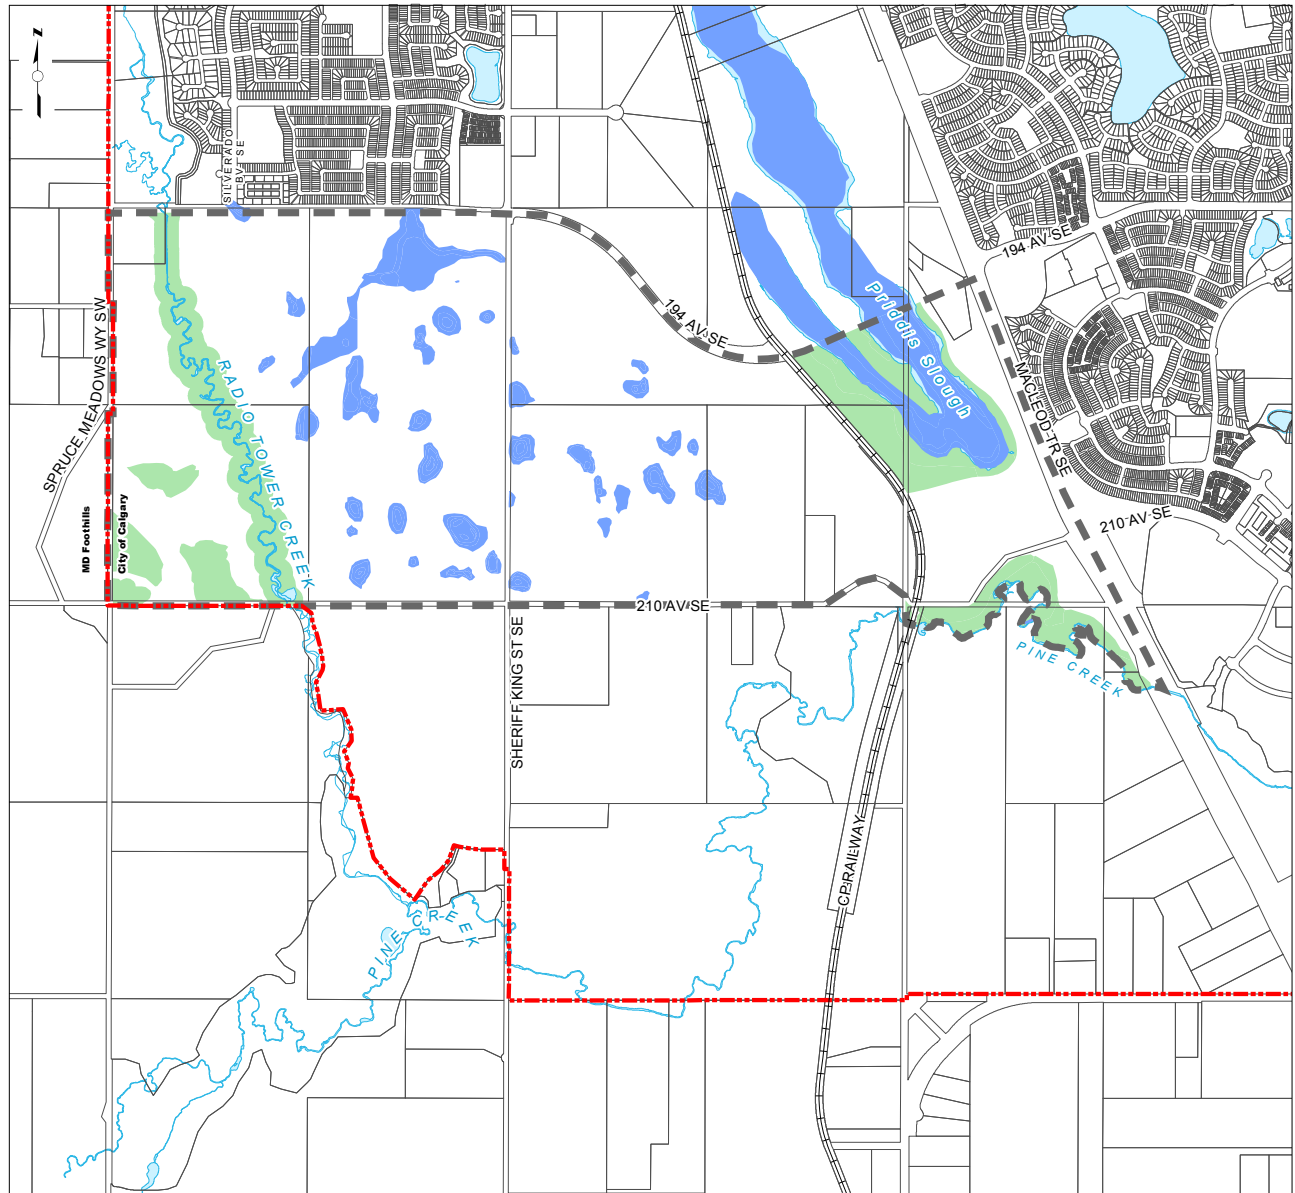 N
SILVERADO
BV SE
194 AV SE
194 AV SE
Priddis Slough
SPRUCE MEADOWS WY SW
RADIO TOWER CREEK
MACLEOD TR SE
MD Foothills
City of Calgary
210 AV SE
210 AV SE
SHERIFF KING ST SE
PINE CREEK
CP RAILWAY
PINE CREEK